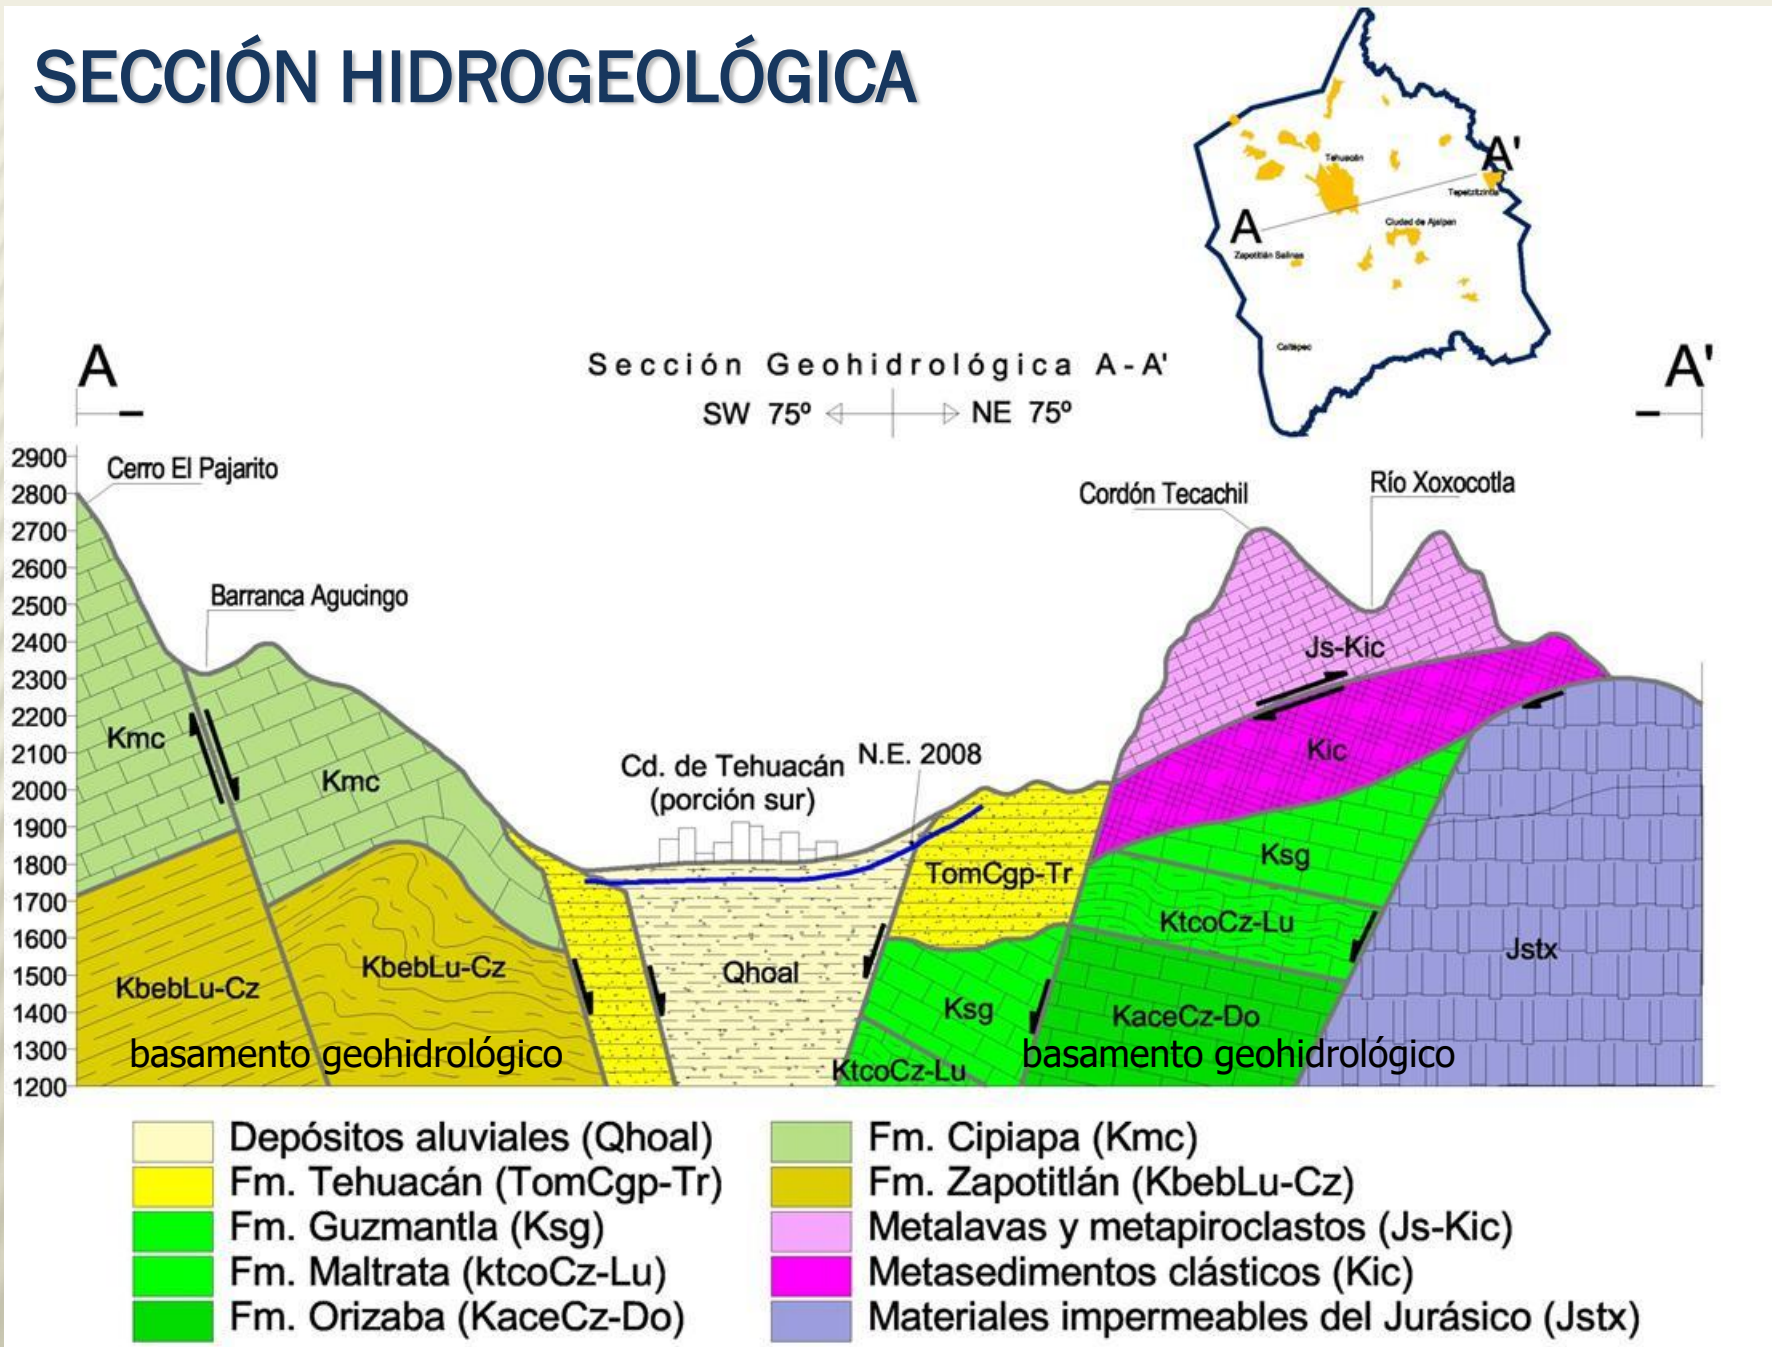 SECCIÓN HIDROGEOLÓGICA
Tehuacán
A'
Tepetzitzintla
A
Ciudad de Ajalpan
Zapotitlán Salinas
Caltepec
A
Sección Geohidrológica A - A'
A'
SW 75º
NE 75º
2900
2800
2700
2600
2500
2400
2300
2200
2100
2000
1900
1800
1700
1600
1500
1400
1300
1200
Cerro El Pajarito
Barranca Agucingo
Cordón Tecachil
Río Xoxocotla
Cd. de Tehuacán
(porción sur)
N.E. 2008
Js-Kic
Kmc
Kmc
Kic
Ksg
TomCgp-Tr
KtcoCz-Lu
Jstx
KbebLu-Cz
KbebLu-Cz
Qhoal
Ksg
KaceCz-Do
basamento geohidrológico
basamento geohidrológico
KtcoCz-Lu
Depósitos aluviales (Qhoal)
Fm. Tehuacán (TomCgp-Tr)
Fm. Guzmantla (Ksg)
Fm. Maltrata (ktcoCz-Lu)
Fm. Orizaba (KaceCz-Do)
Fm. Cipiapa (Kmc)
Fm. Zapotitlán (KbebLu-Cz)
Metalavas y metapiroclastos (Js-Kic)
Metasedimentos clásticos (Kic)
Materiales impermeables del Jurásico (Jstx)